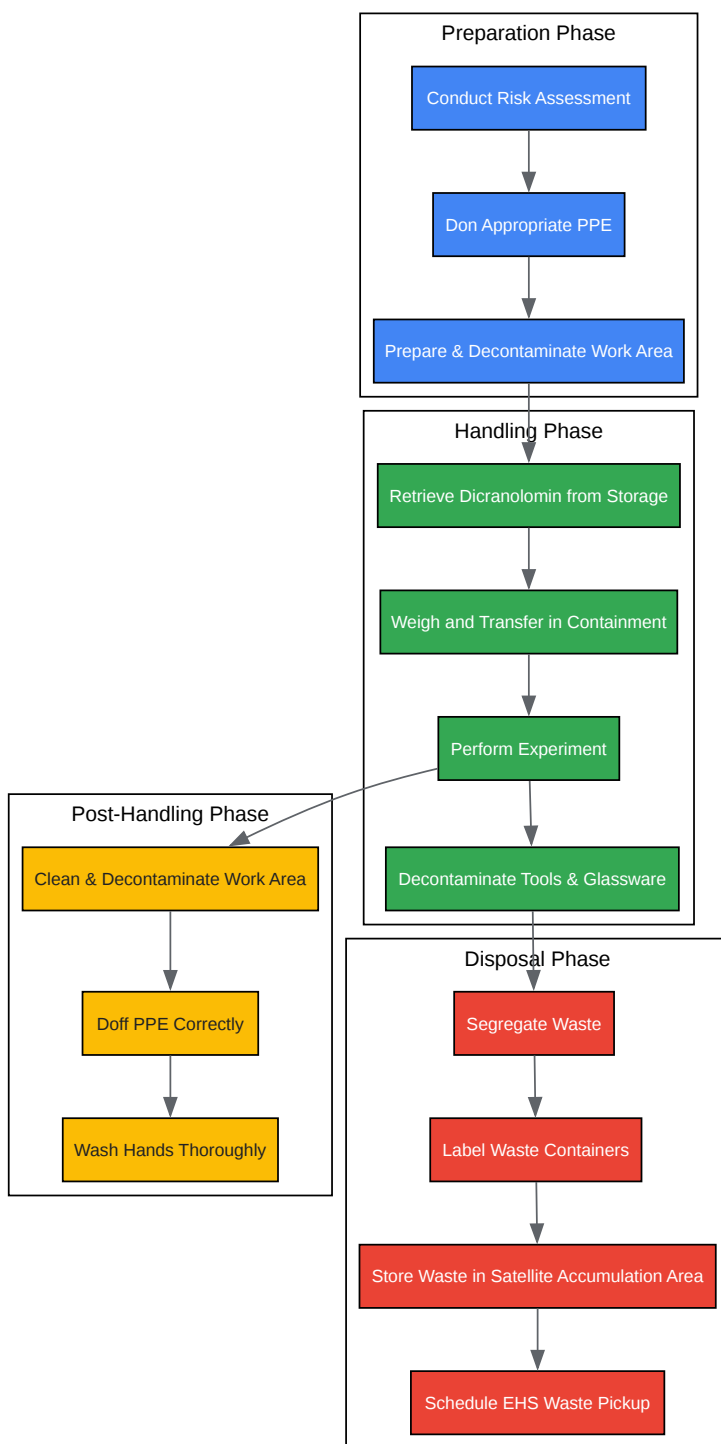 Preparation Phase
Conduct Risk Assessment
Don Appropriate PPE
Prepare & Decontaminate Work Area
Handling Phase
Retrieve Dicranolomin from Storage
Weigh and Transfer in Containment
Perform Experiment
Decontaminate Tools & Glassware
Post-Handling Phase
Clean & Decontaminate Work Area
Doff PPE Correctly
Wash Hands Thoroughly
Disposal Phase
Segregate Waste
Label Waste Containers
Store Waste in Satellite Accumulation Area
Schedule EHS Waste Pickup